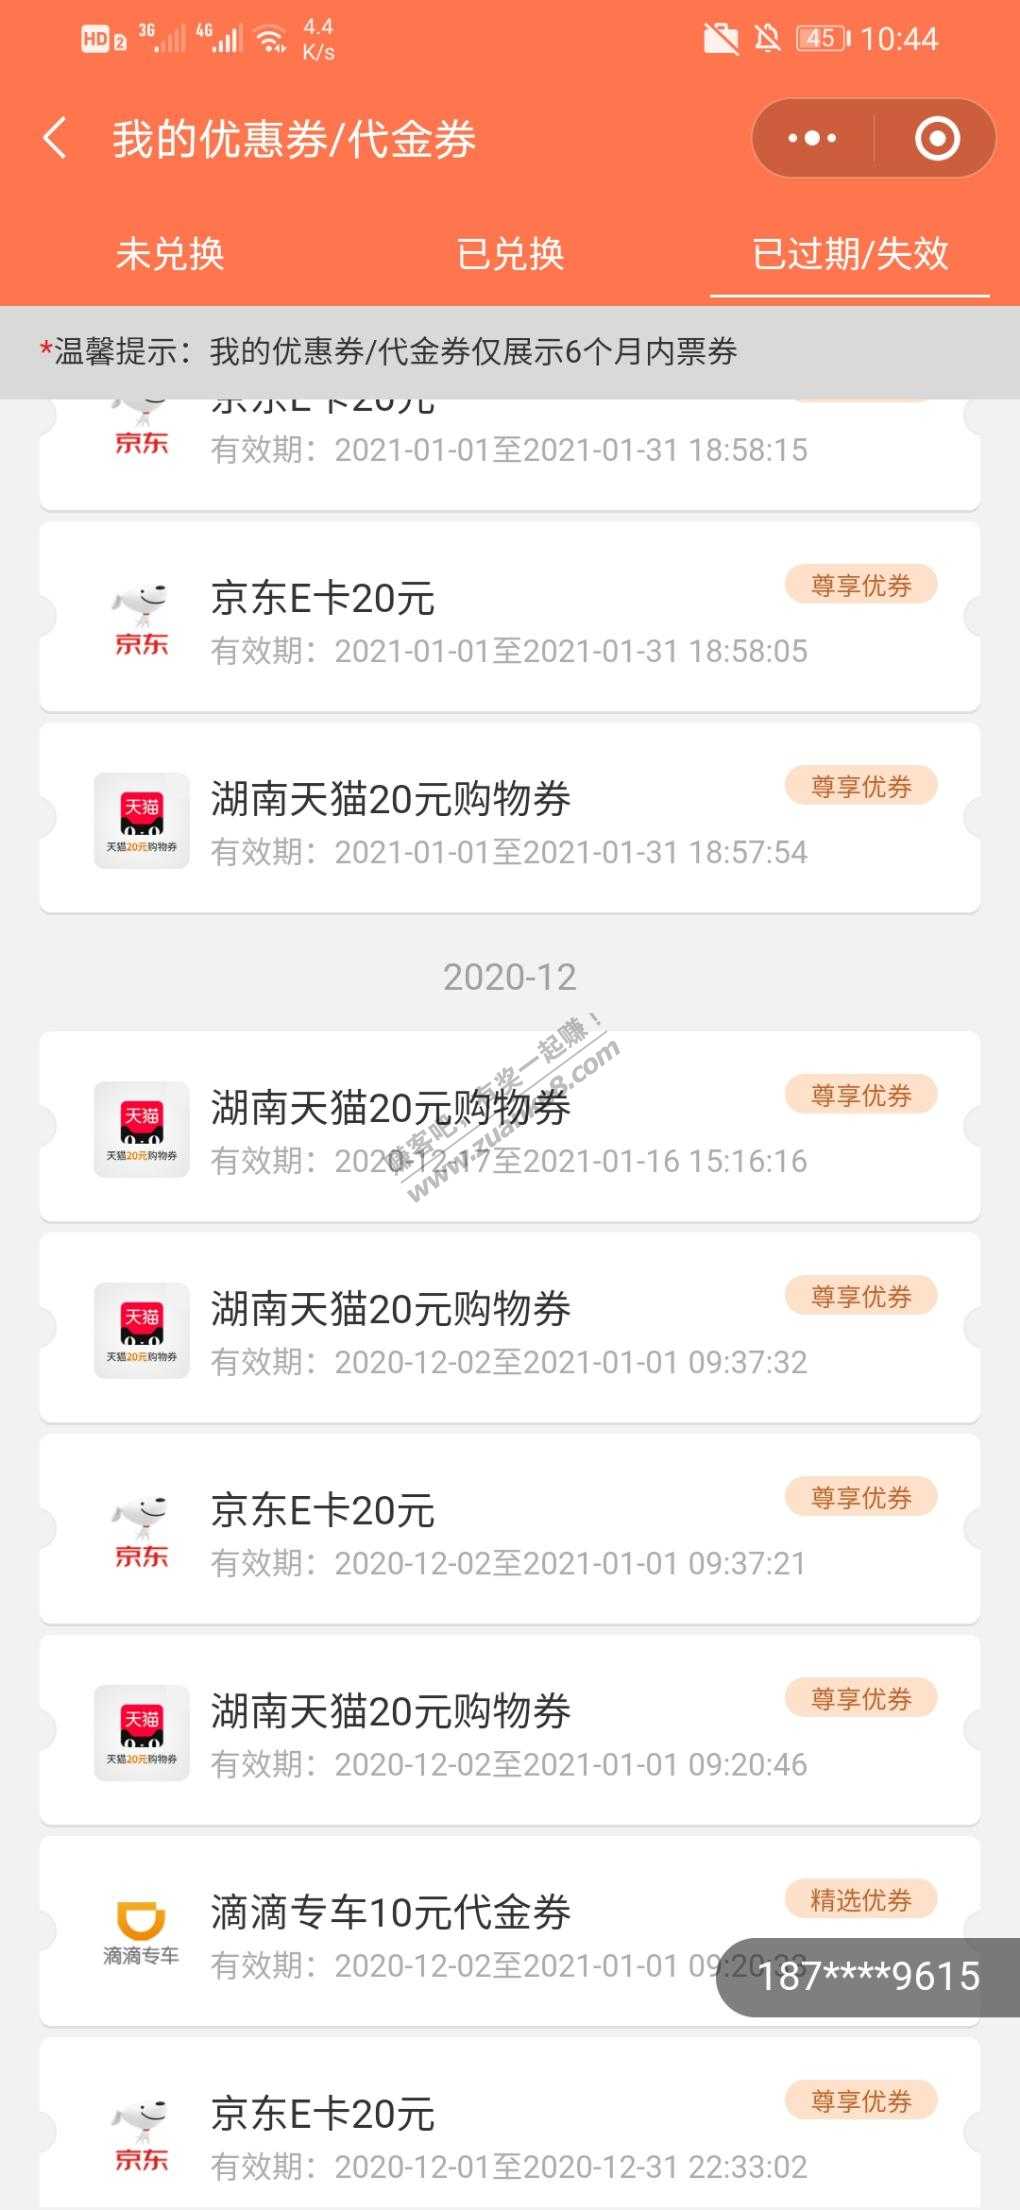 HD 2 3G 4G 4.4 K/s 45 10:44
我的优惠券/代金券
未兑换 已兑换 已过期/失效
*温馨提示：我的优惠券/代金券仅展示6个月内票券
京东E卡20元
京东
有效期：2021-01-01至2021-01-31 18:58:15
京东E卡20元
尊享优券
京东
有效期：2021-01-01至2021-01-31 18:58:05
湖南天猫20元购物券
尊享优券
天猫
天猫20元购物券
有效期：2021-01-01至2021-01-31 18:57:54
2020-12
湖南天猫20元购物券
尊享优券
天猫
天猫20元购物券
有效期：2020-12-17至2021-01-16 15:16:16
赚客吧，有奖一起赚！
www.zuanke8.com
湖南天猫20元购物券
尊享优券
天猫
天猫20元购物券
有效期：2020-12-02至2021-01-01 09:37:32
京东E卡20元
尊享优券
京东
有效期：2020-12-02至2021-01-01 09:37:21
湖南天猫20元购物券
尊享优券
天猫
天猫20元购物券
有效期：2020-12-02至2021-01-01 09:20:46
滴滴专车10元代金券
精选优券
滴滴专车
有效期：2020-12-02至2021-01-01 09:20:38
187****9615
京东E卡20元
尊享优券
京东
有效期：2020-12-01至2020-12-31 22:33:02